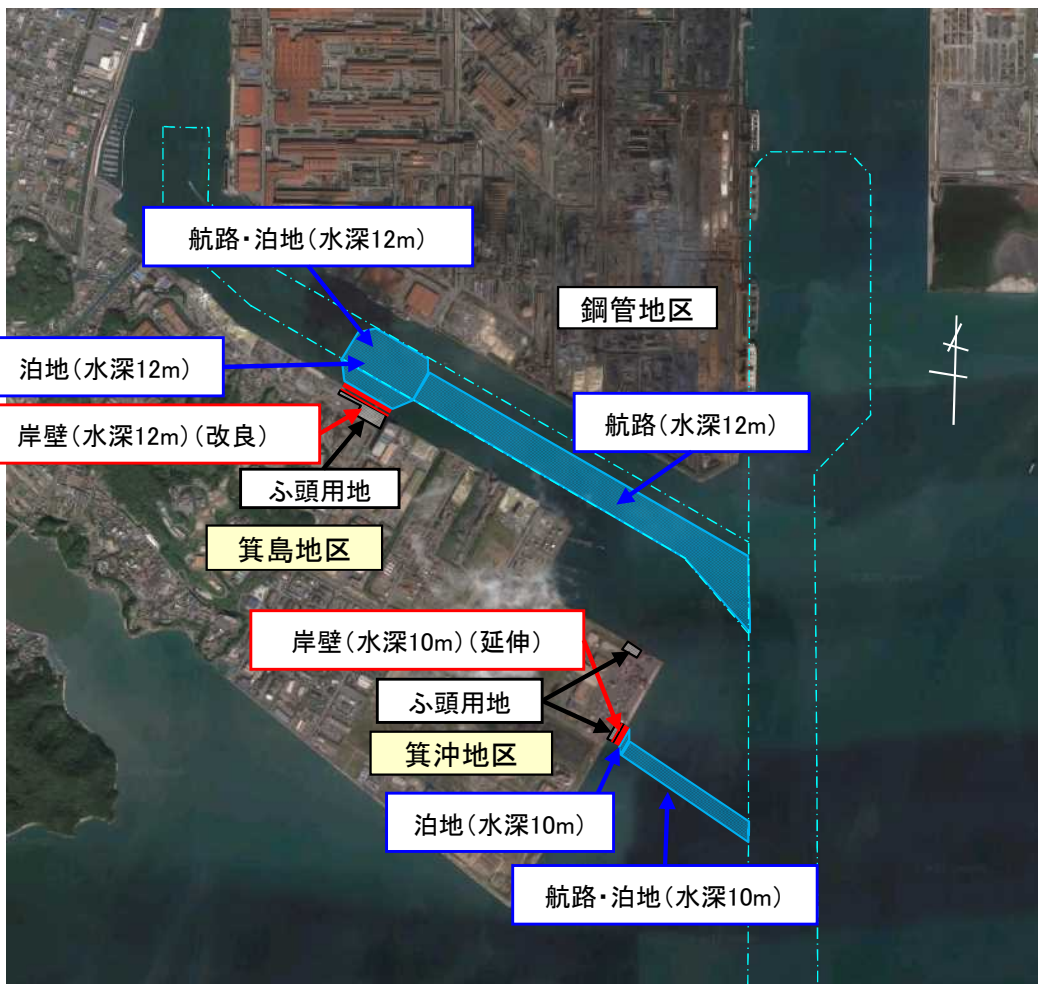 航路・泊地(水深12m)
鋼管地区
泊地(水深12m)
岸壁(水深12m)(改良)
航路(水深12m)
ふ頭用地
箕島地区
岸壁(水深10m)(延伸)
ふ頭用地
箕沖地区
泊地(水深10m)
航路・泊地(水深10m)